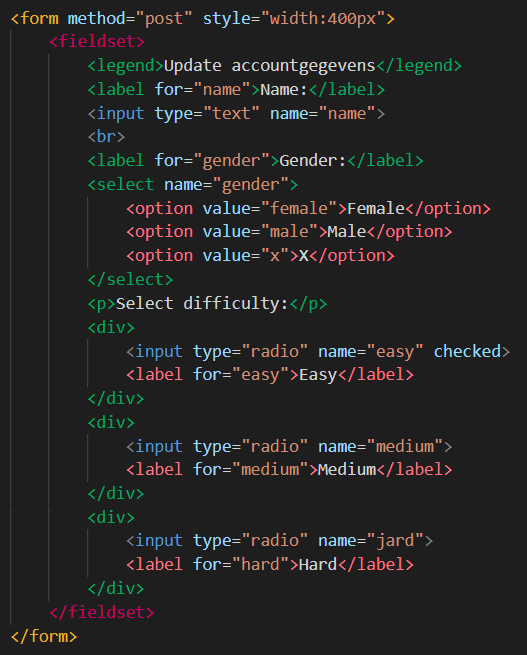 <form method="post" style="width:400px">
<fieldset>
<legend>Update accountgegevens</legend>
<label for="name">Name:</label>
<input type="text" name="name">
<br>
<label for="gender">Gender:</label>
<select name="gender">
<option value="female">Female</option>
<option value="male">Male</option>
<option value="x">X</option>
</select>
<p>Select difficulty:</p>
<div>
<input type="radio" name="easy" checked>
<label for="easy">Easy</label>
</div>
<div>
<input type="radio" name="medium">
<label for="medium">Medium</label>
</div>
<div>
<input type="radio" name="jard">
<label for="hard">Hard</label>
</div>
</fieldset>
</form>